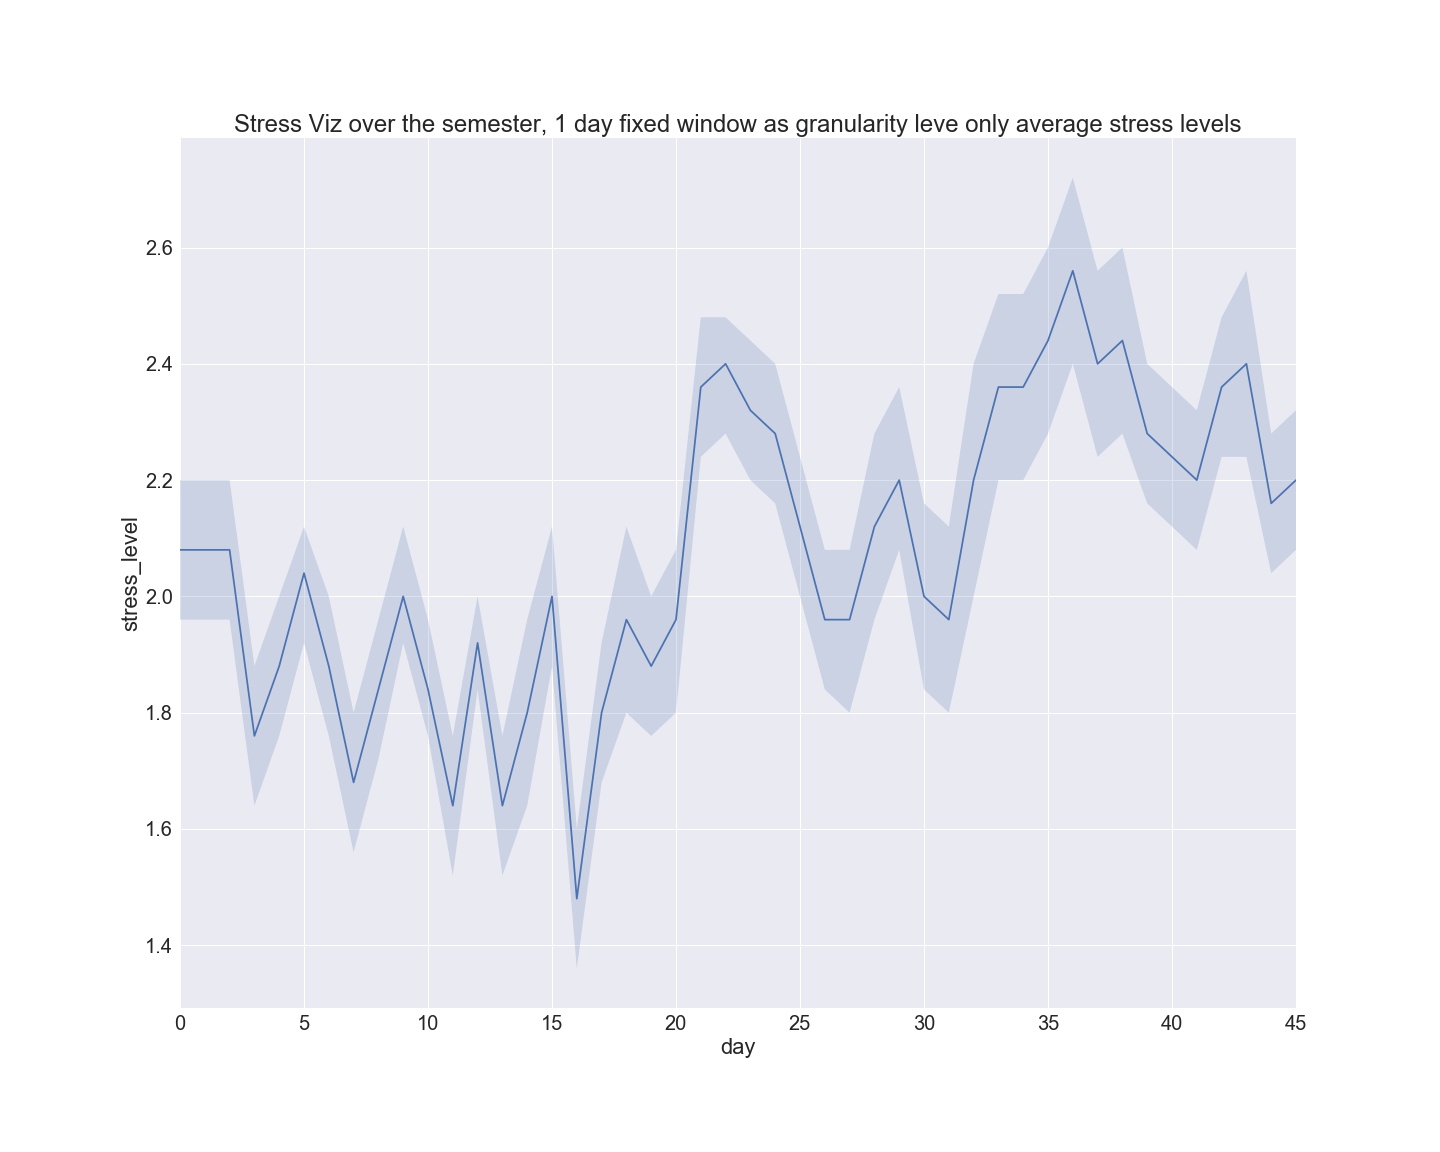 Stress Viz over the semester, 1 day fixed window as granularity leve only average stress levels
2.6
2.4
2.2
2.0
1.8
1.6
1.4
stress_level
0 5 10 15 20 25 30 35 40 45
day